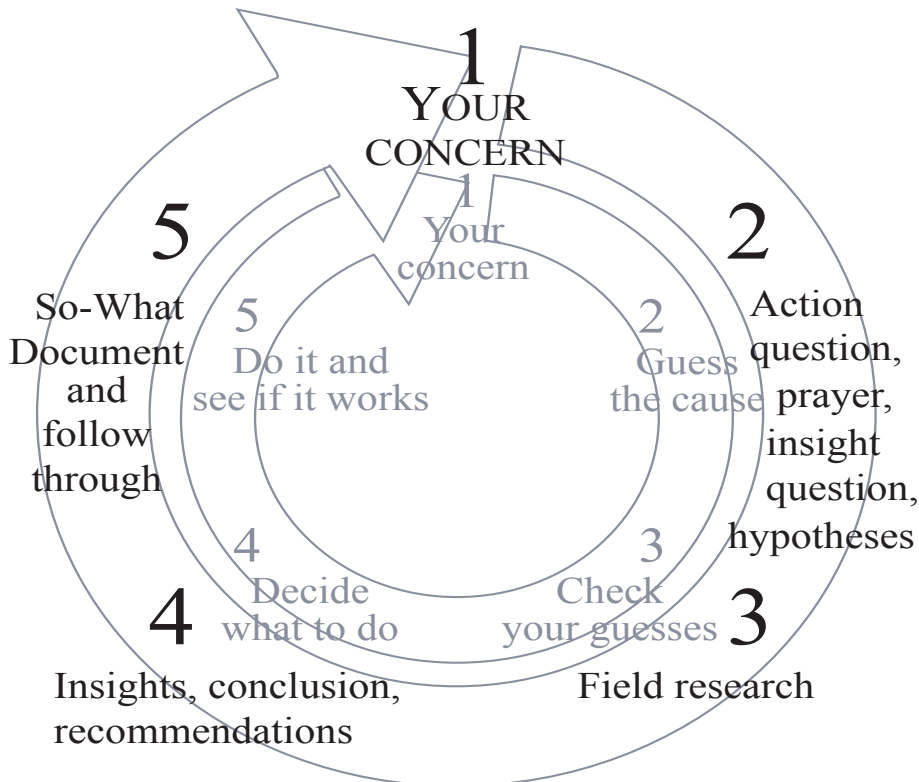 1
YOUR
CONCERN
1
Your
concern
2
Action
question,
prayer,
insight
question,
hypotheses
2
Guess
the cause
3
Field research
3
Check
your guesses
4
Insights, conclusion,
recommendations
4
Decide
what to do
5
So-What
Document
and
follow
through
5
Do it and
see if it works